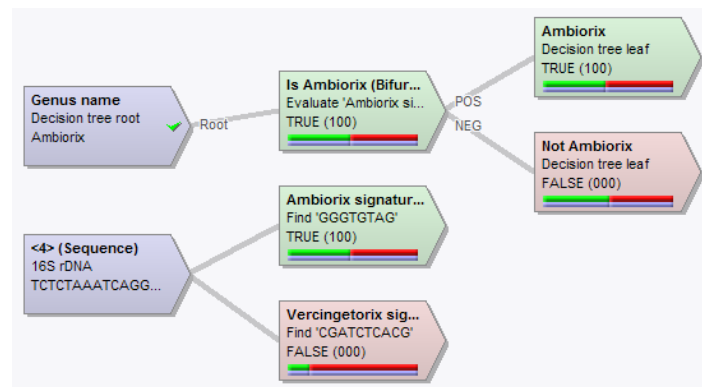 Genus name
Decision tree root
Ambiorix
Root
Is Ambiorix (Bifur...
Evaluate 'Ambiorix si...
TRUE (100)
POS
NEG
Ambiorix
Decision tree leaf
TRUE (100)
Not Ambiorix
Decision tree leaf
FALSE (000)
<4> (Sequence)
16S rDNA
TCTCTAAATCAGG...
Ambiorix signatur...
Find 'GGGTGTAG'
TRUE (100)
Vercingetorix sig...
Find 'CGATCTCACG'
FALSE (000)